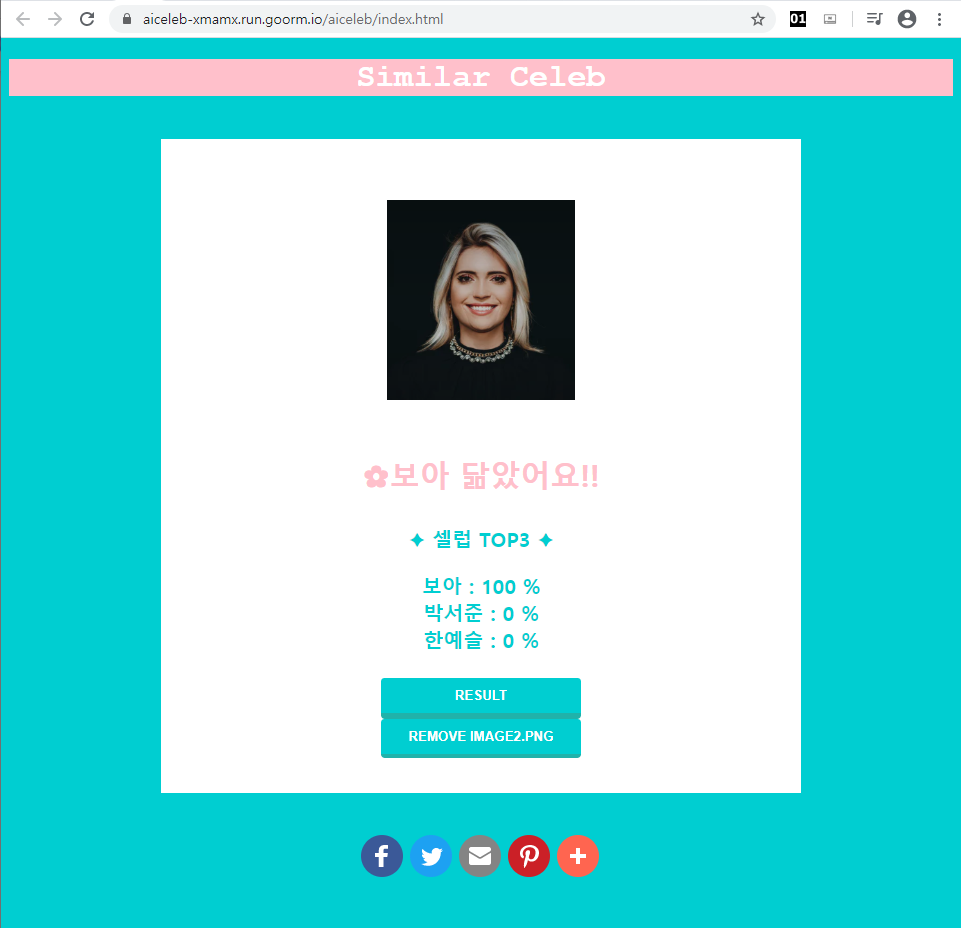 aiceleb-xmamx.run.goorm.io/aiceleb/index.html
01
Similar Celeb
✿보아 닮았어요!!
✦ 셀럽 TOP3 ✦
보아 : 100 %
박서준 : 0 %
한예슬 : 0 %
RESULT
REMOVE IMAGE2.PNG